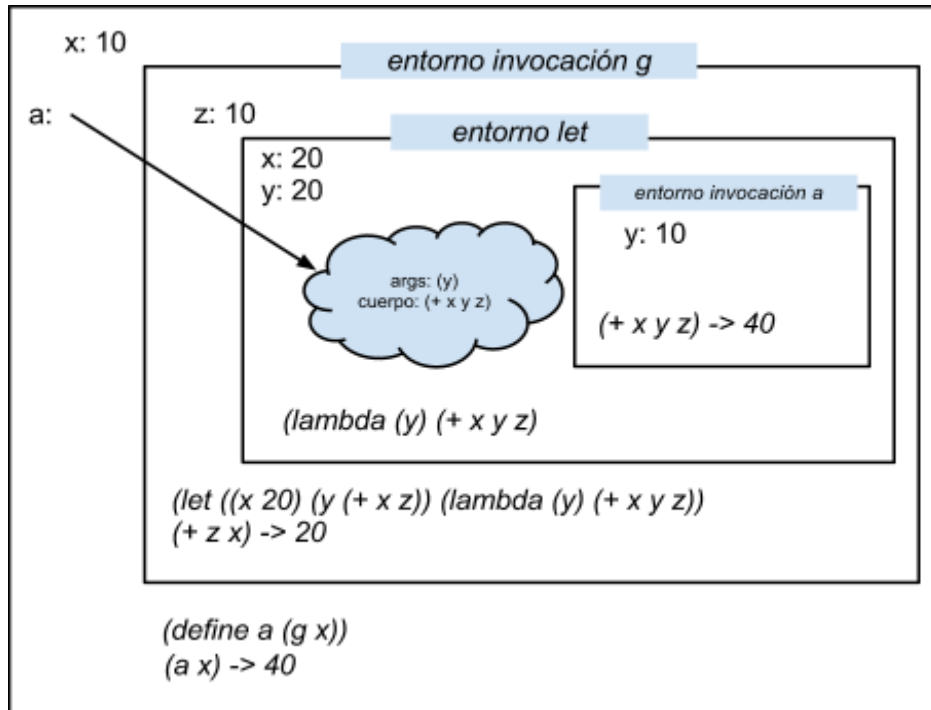 x: 10
entorno invocación g
a:
z: 10
entorno let
x: 20
y: 20
entorno invocación a
y: 10
args: (y)
cuerpo: (+ x y z)
(+ x y z) -> 40
(lambda (y) (+ x y z)
(let ((x 20) (y (+ x z)) (lambda (y) (+ x y z))
(+ z x) -> 20
(define a (g x))
(a x) -> 40